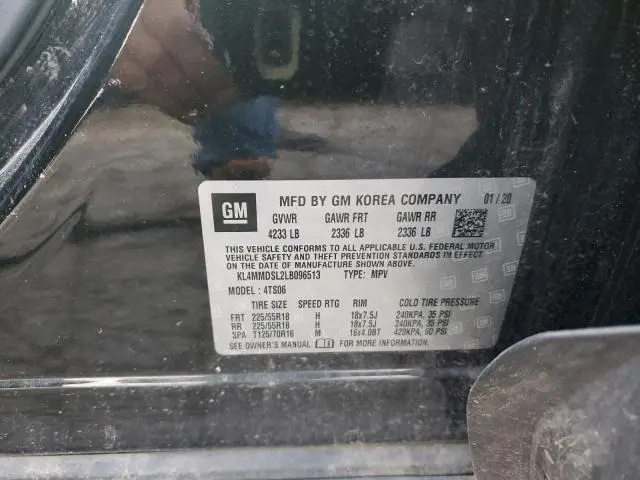 GM
MFD BY GM KOREA COMPANY 01/20
GVWR GAWR FRT GAWR RR
4233 LB 2336 LB 2336 LB
THIS VEHICLE CONFORMS TO ALL APPLICABLE U.S. FEDERAL MOTOR
VEHICLE SAFETY, BUMPER, AND THEFT PREVENTION STANDARDS
IN EFFECT ON THE DATE OF MANUFACTURE SHOWN ABOVE.
KL4MMDSL2LB096513 TYPE: MPV
MODEL : 4TS06
TIRE SIZE SPEED RTG RIM COLD TIRE PRESSURE
FRT 225/55R18 H 18x7.5J 240KPA, 35 PSI
RR 225/55R18 H 18x7.5J 240KPA, 35 PSI
SPA T125/70R16 M 16x4.0BT 420KPA, 60 PSI
SEE OWNER'S MANUAL FOR MORE INFORMATION.